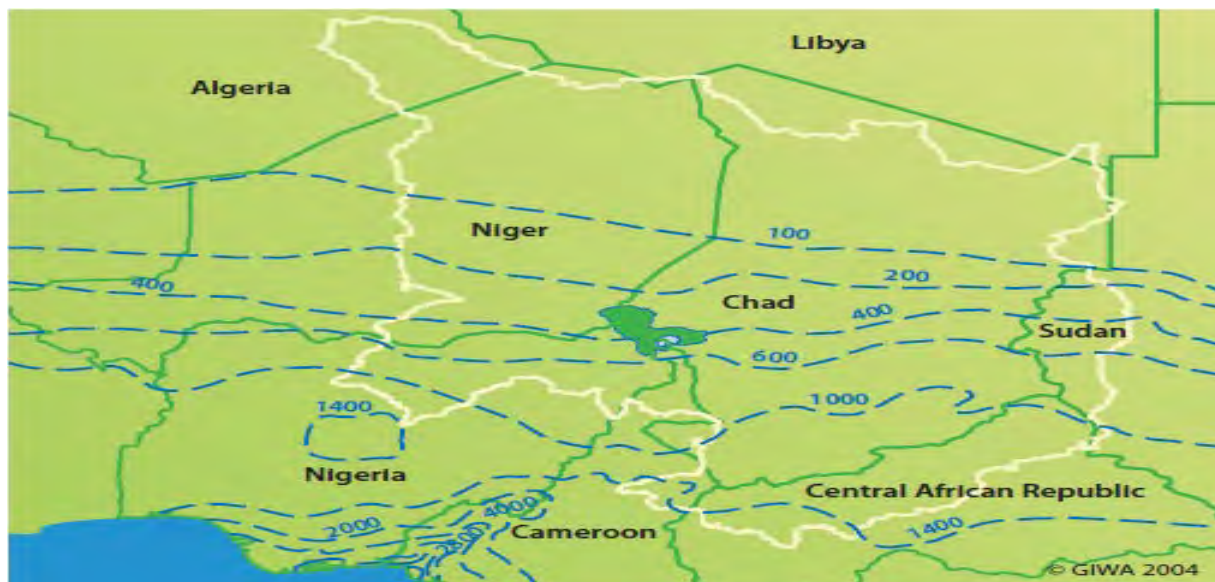 Libya
Algeria
Niger
100
200
400
Chad
400
Sudan
600
1000
1400
Nigeria
Central African Republic
4000
2000
2800
Cameroon
1400
© GIWA 2004